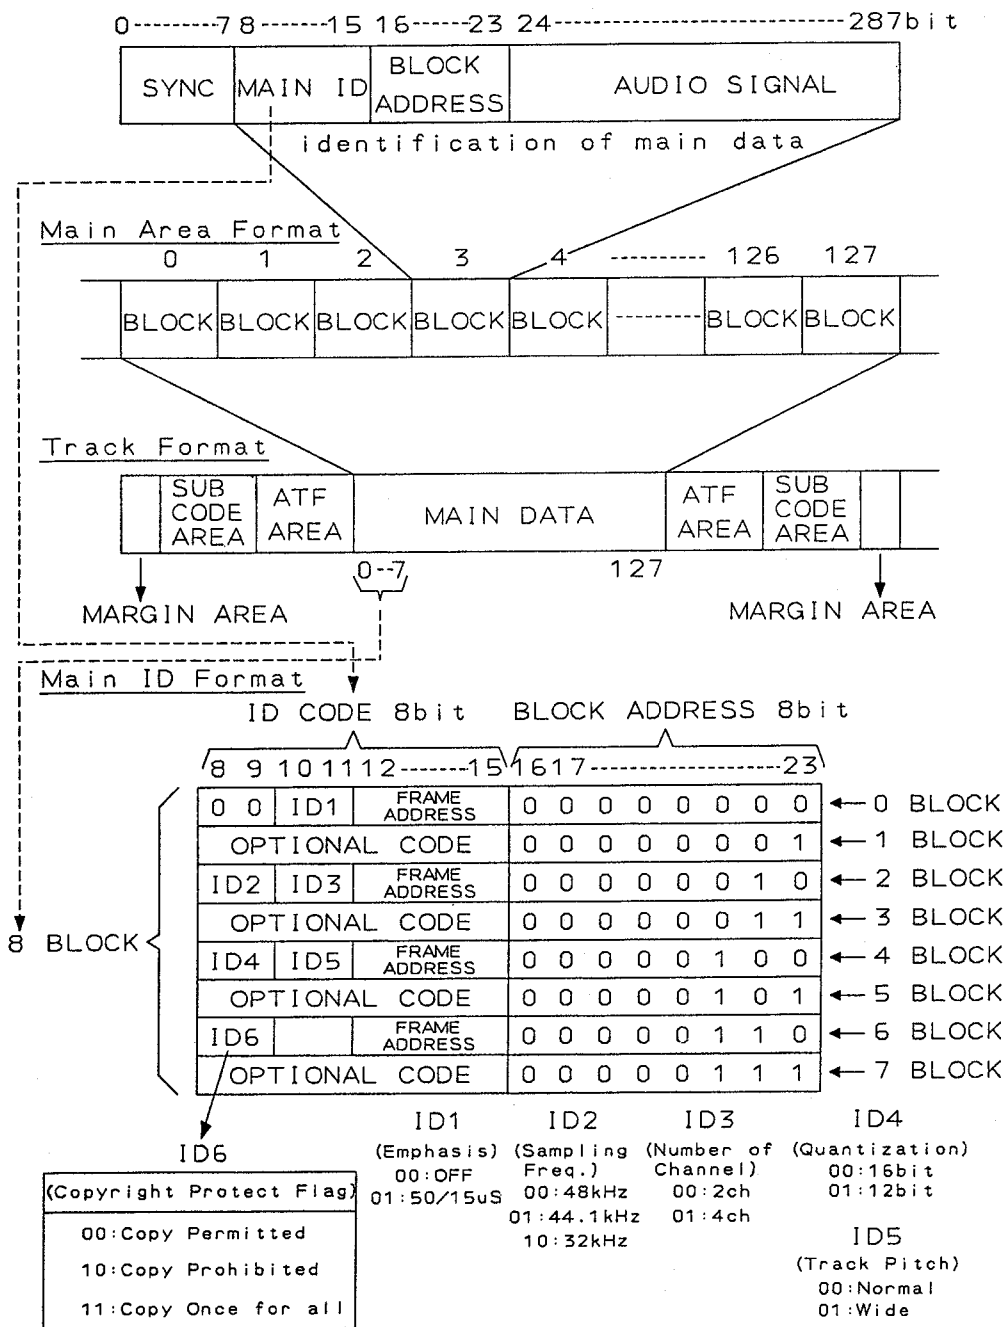 0--------7 8-------15 16------23 24----------------------------287bit
SYNC MAIN ID BLOCK ADDRESS AUDIO SIGNAL
identification of main data
Main Area Format
0 1 2 3 4 --------- 126 127
BLOCK BLOCK BLOCK BLOCK BLOCK --------- BLOCK BLOCK
Track Format
SUB CODE AREA ATF AREA MAIN DATA ATF AREA SUB CODE AREA
0--7 127
MARGIN AREA MARGIN AREA
Main ID Format
ID CODE 8bit BLOCK ADDRESS 8bit
8 9 10 11 12------15 16 17----------------23
0 0 ID1 FRAME ADDRESS 0 0 0 0 0 0 0 0 ← 0 BLOCK
OPTIONAL CODE 0 0 0 0 0 0 0 1 ← 1 BLOCK
ID2 ID3 FRAME ADDRESS 0 0 0 0 0 0 1 0 ← 2 BLOCK
OPTIONAL CODE 0 0 0 0 0 0 1 1 ← 3 BLOCK
8 BLOCK
ID4 ID5 FRAME ADDRESS 0 0 0 0 0 1 0 0 ← 4 BLOCK
OPTIONAL CODE 0 0 0 0 0 1 0 1 ← 5 BLOCK
ID6 FRAME ADDRESS 0 0 0 0 0 1 1 0 ← 6 BLOCK
OPTIONAL CODE 0 0 0 0 0 1 1 1 ← 7 BLOCK
ID6
(Copyright Protect Flag)
00:Copy Permitted
10:Copy Prohibited
11:Copy Once for all
ID1
(Emphasis)
00:OFF
01:50/15uS
ID2
(Sampling
Freq.)
00:48kHz
01:44.1kHz
10:32kHz
ID3
(Number of
Channel)
00:2ch
01:4ch
ID4
(Quantization)
00:16bit
01:12bit
ID5
(Track Pitch)
00:Normal
01:Wide